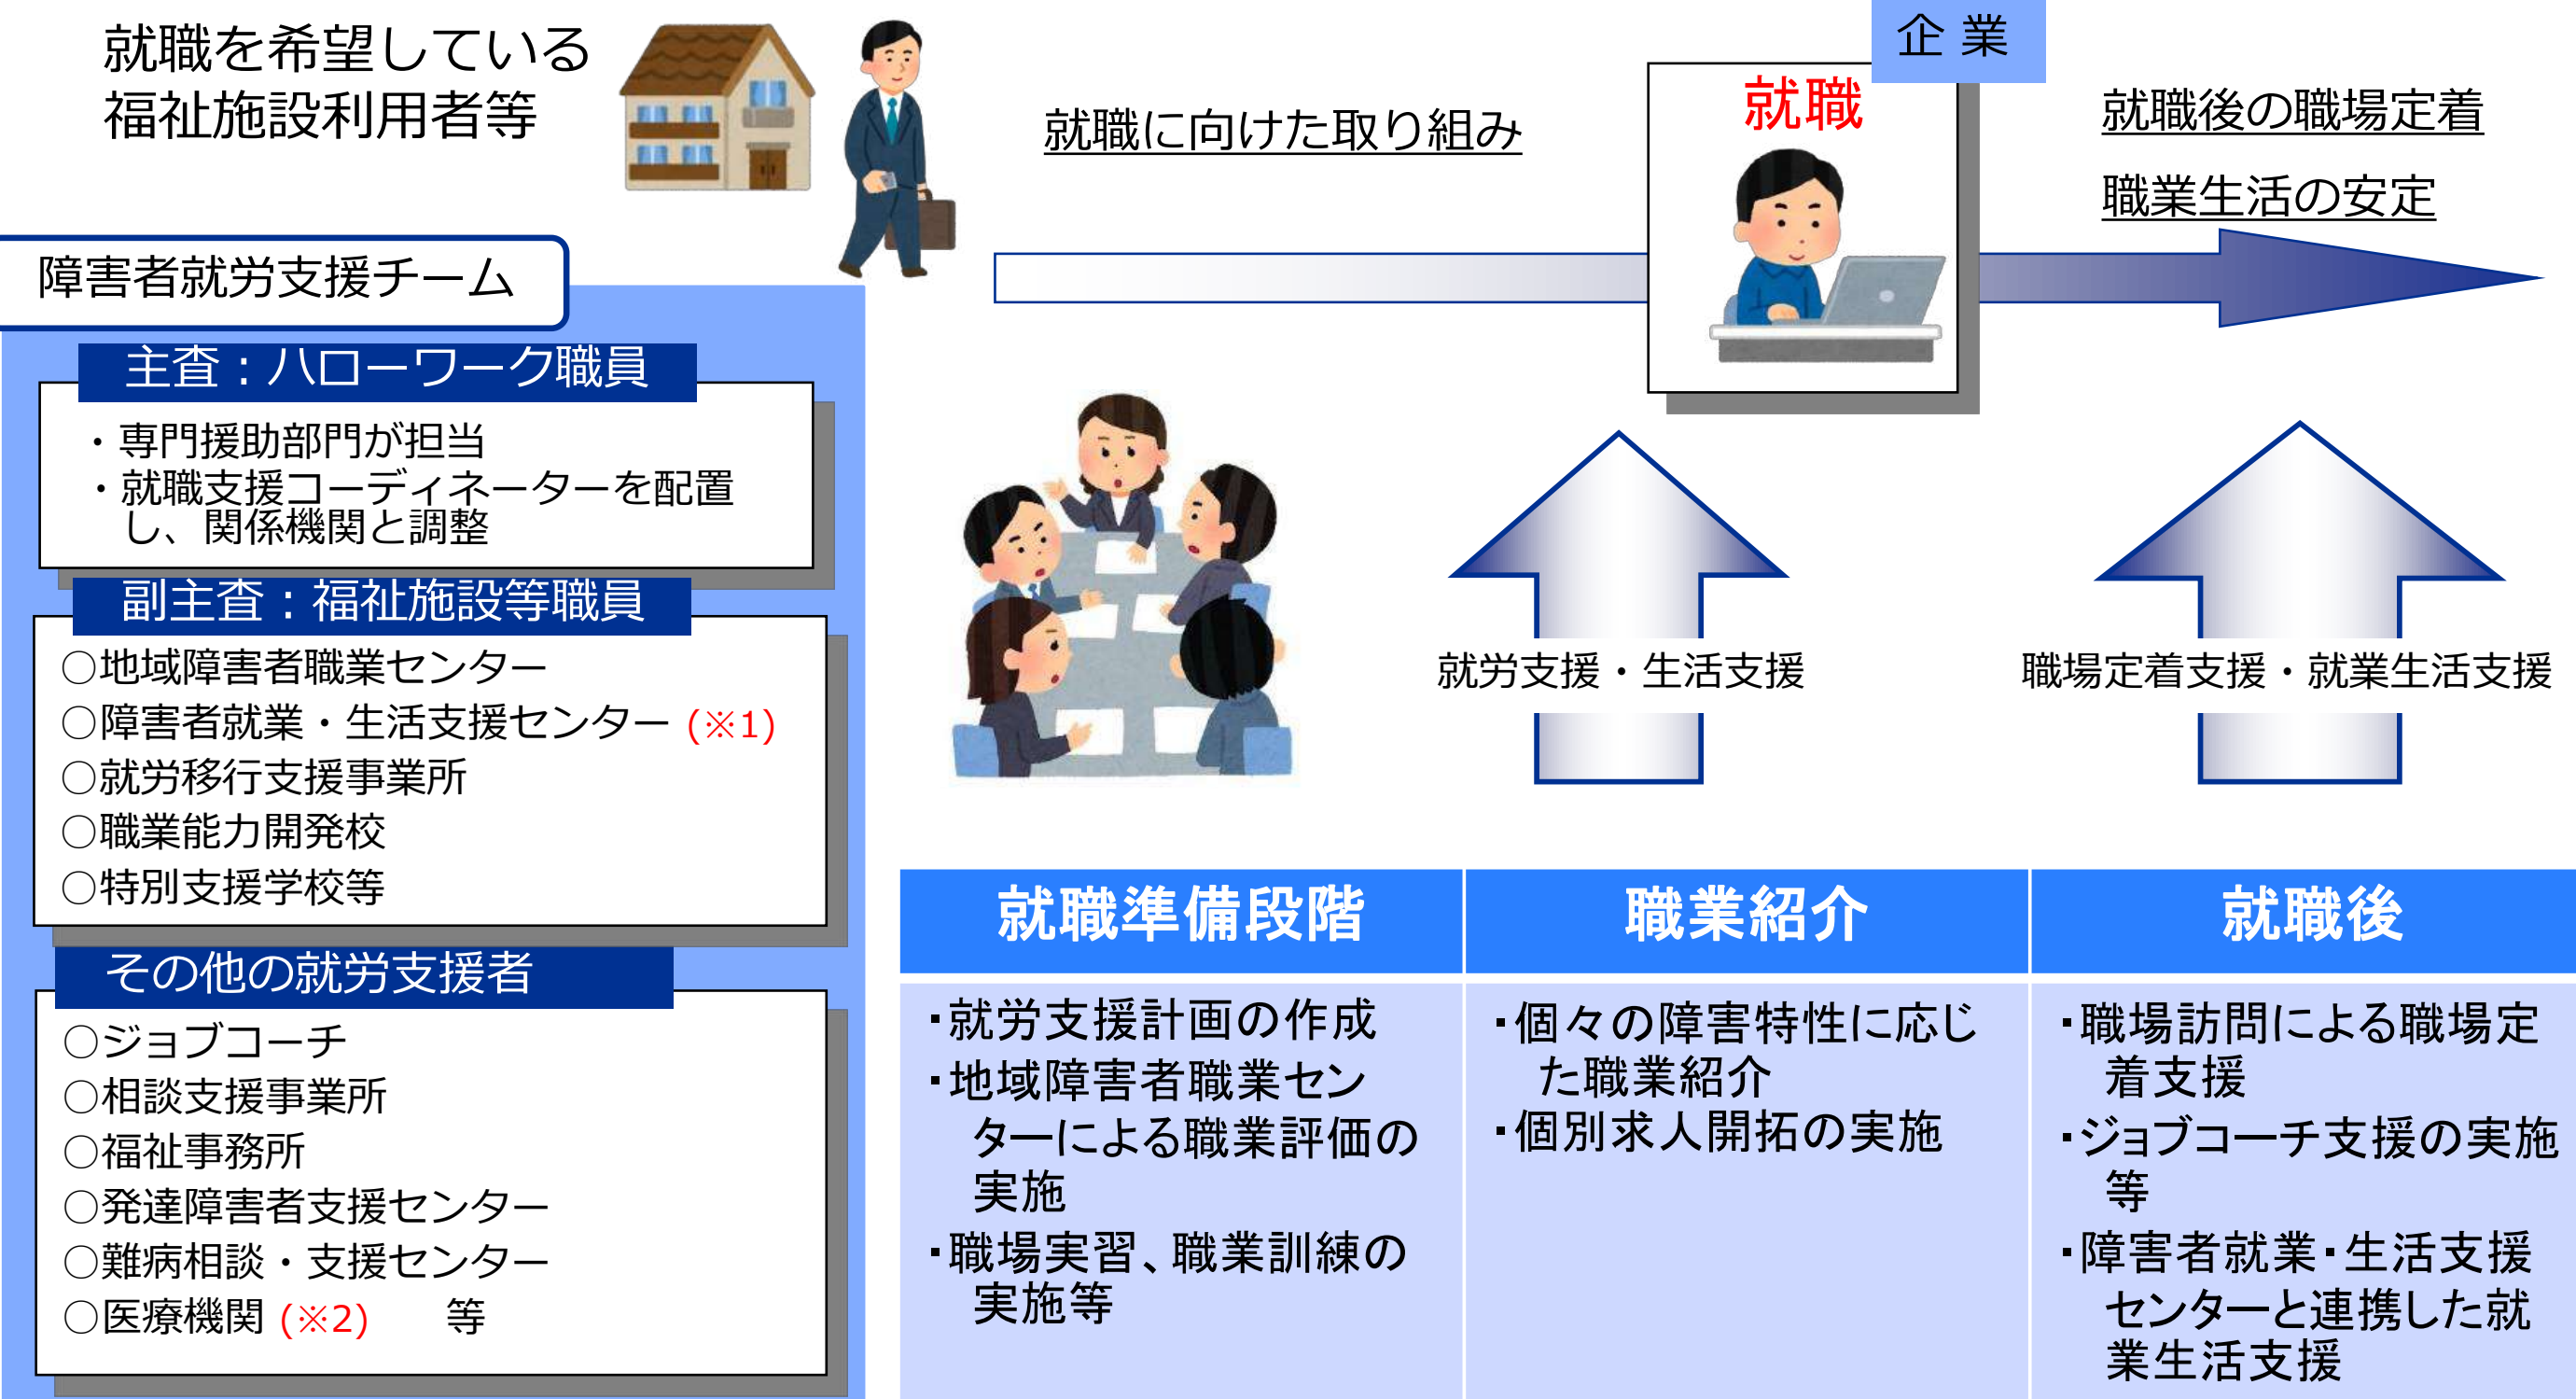 就職を希望している
福祉施設利用者等
就職に向けた取り組み
企 業
就職
就職後の職場定着
職業生活の安定
障害者就労支援チーム
主査：ハローワーク職員
・専門援助部門が担当
・就職支援コーディネーターを配置
し、関係機関と調整
副主査：福祉施設等職員
○地域障害者職業センター
○障害者就業・生活支援センター (※1)
○就労移行支援事業所
○職業能力開発校
○特別支援学校等
その他の就労支援者
○ジョブコーチ
○相談支援事業所
○福祉事務所
○発達障害者支援センター
○難病相談・支援センター
○医療機関 (※2) 等
就労支援・生活支援
職場定着支援・就業生活支援
就職準備段階
・就労支援計画の作成
・地域障害者職業セン
ターによる職業評価の
実施
・職場実習、職業訓練の
実施等
職業紹介
・個々の障害特性に応じ
た職業紹介
・個別求人開拓の実施
就職後
・職場訪問による職場定
着支援
・ジョブコーチ支援の実施
等
・障害者就業・生活支援
センターと連携した就
業生活支援